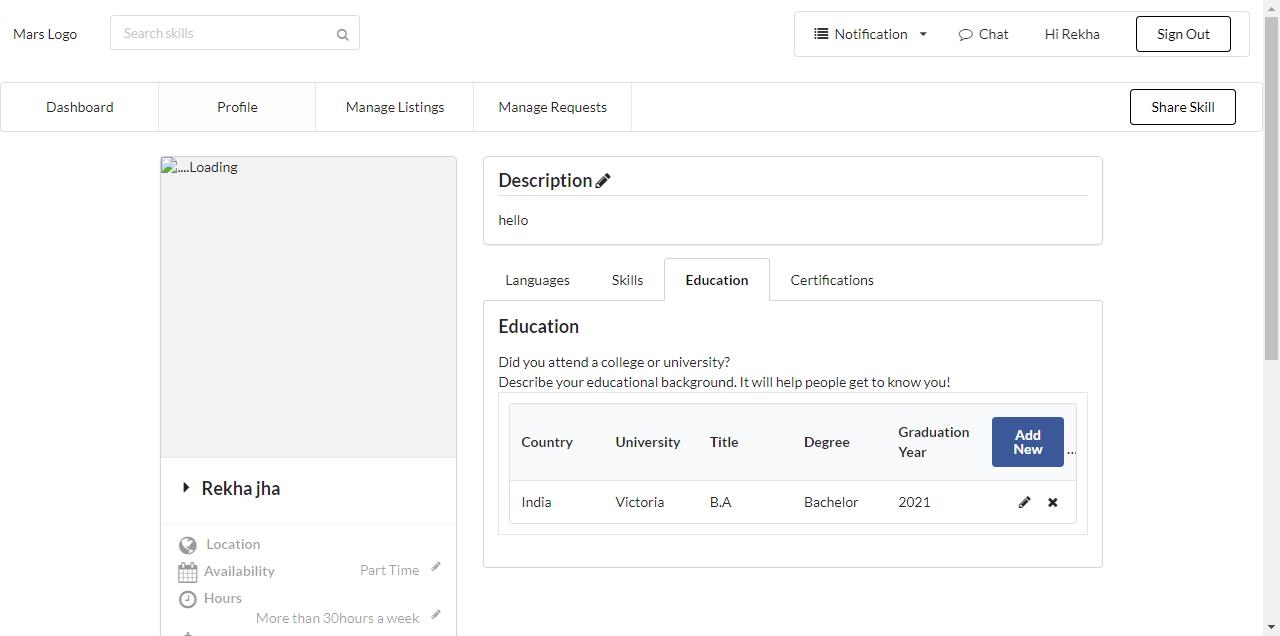 Mars Logo
Search skills
Notification
Chat
Hi Rekha
Sign Out
Dashboard
Profile
Manage Listings
Manage Requests
Share Skill
....Loading
Rekha jha
Location
Availability
Part Time
Hours
More than 30hours a week
Description
hello
Languages
Skills
Education
Certifications
Education
Did you attend a college or university?
Describe your educational background. It will help people get to know you!
Country
University
Title
Degree
Graduation
Year
Add
New
...
India
Victoria
B.A
Bachelor
2021